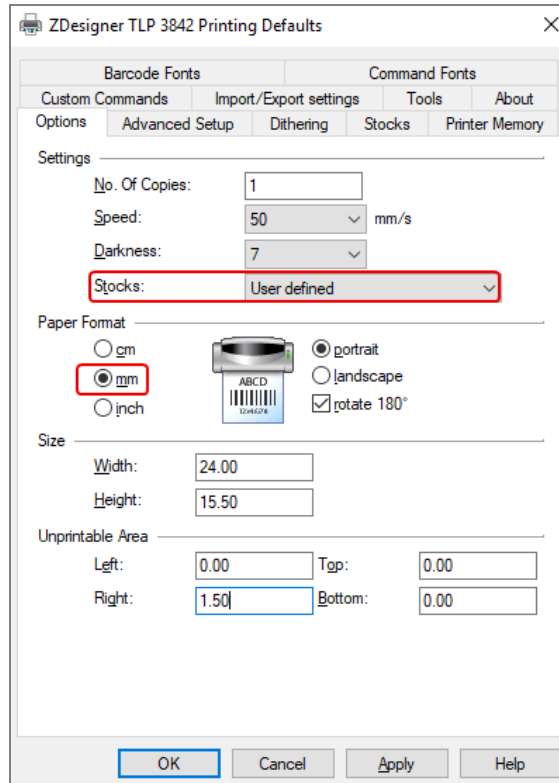 ZDesigner TLP 3842 Printing Defaults
Barcode Fonts Command Fonts
Custom Commands Import/Export settings Tools About
Options Advanced Setup Dithering Stocks Printer Memory
Settings
No. Of Copies: 1
Speed: 50 mm/s
Darkness: 7
Stocks: User defined
Paper Format
cm
mm
inch
ABCD
12345678
portrait
landscape
rotate 180°
Size
Width: 24.00
Height: 15.50
Unprintable Area
Left: 0.00 Top: 0.00
Right: 1.50 Bottom: 0.00
OK Cancel Apply Help